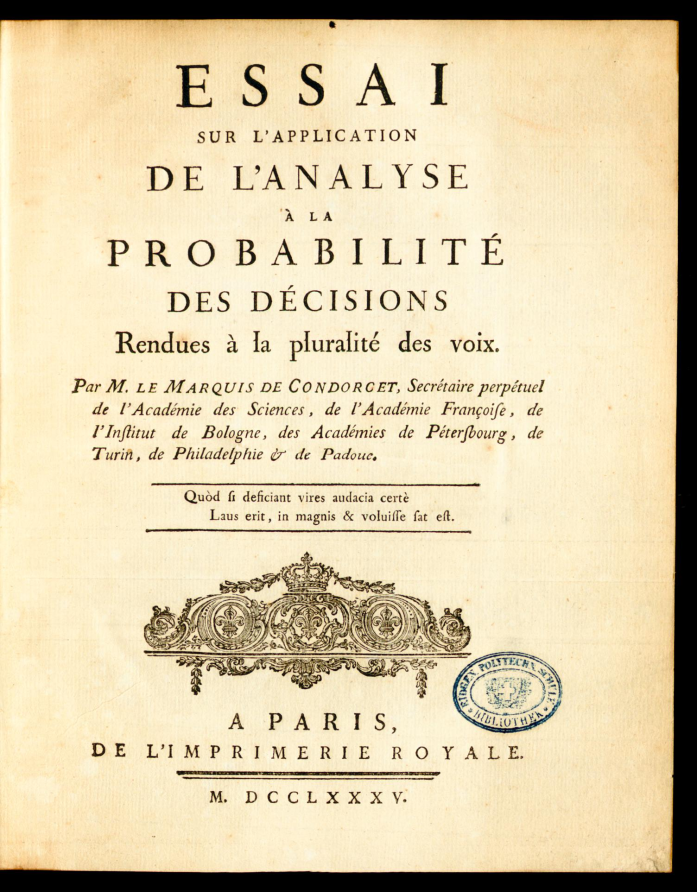 ESSAI
SUR L'APPLICATION
DE L'ANALYSE
À LA
PROBABILITÉ
DES DÉCISIONS
Rendues à la pluralité des voix.
Par M. LE MARQUIS DE CONDORCET, Secrétaire perpétuel
de l'Académie des Sciences, de l'Académie Françoiſe, de
l'Inſtitut de Bologne, des Académies de Péterſbourg, de
Turin, de Philadelphie & de Padoue.
Quòd ſi deficiant vires audacia certè
Laus erit, in magnis & voluiſſe ſat eſt.
EIDGEN. POLYTECHN. SCHULE
* BIBLIOTHEK *
A PARIS,
DE L'IMPRIMERIE ROYALE.
M. DCCLXXXV.